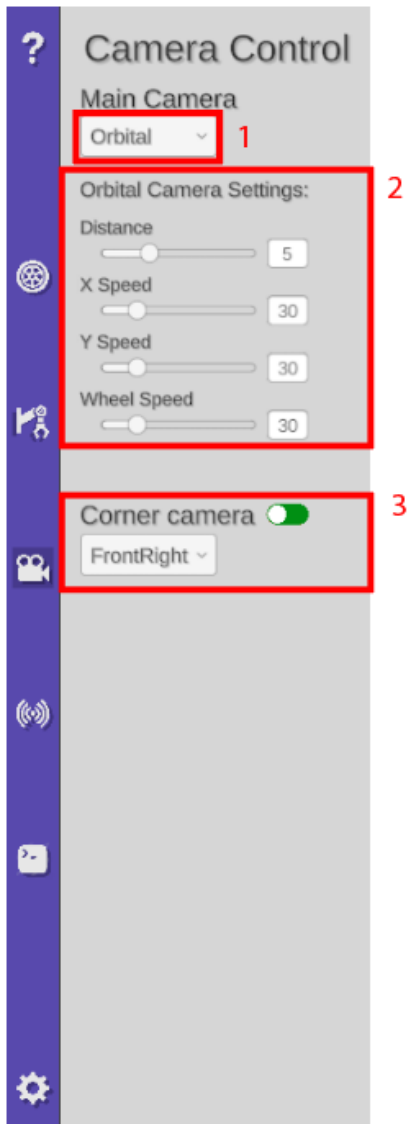 ?
Camera Control
Main Camera
Orbital
1
2
Orbital Camera Settings:
Distance
5
X Speed
30
Y Speed
30
Wheel Speed
30
3
Corner camera
FrontRight